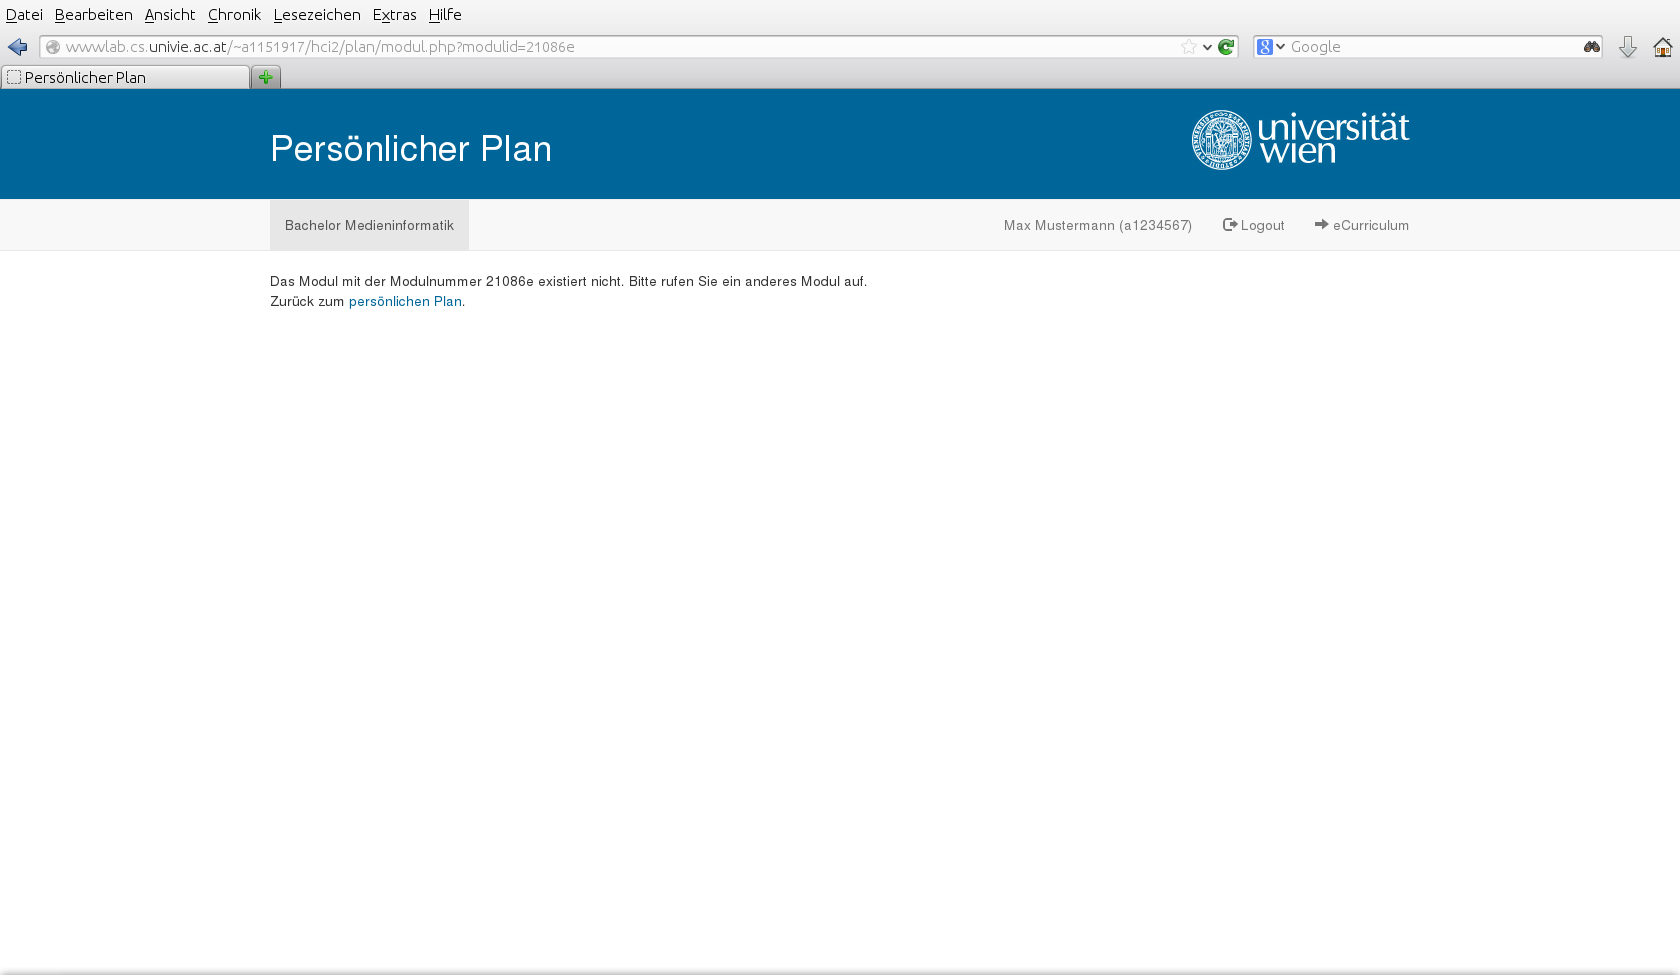 Datei Bearbeiten Ansicht Chronik Lesezeichen Extras Hilfe
wwwlab.cs.univie.ac.at/~a1151917/hci2/plan/modul.php?modulid=21086e
Google
Persönlicher Plan
Persönlicher Plan
universität
wien
Bachelor Medieninformatik
Max Mustermann (a1234567)
Logout
eCurriculum
Das Modul mit der Modulnummer 21086e existiert nicht. Bitte rufen Sie ein anderes Modul auf.
Zurück zum persönlichen Plan.